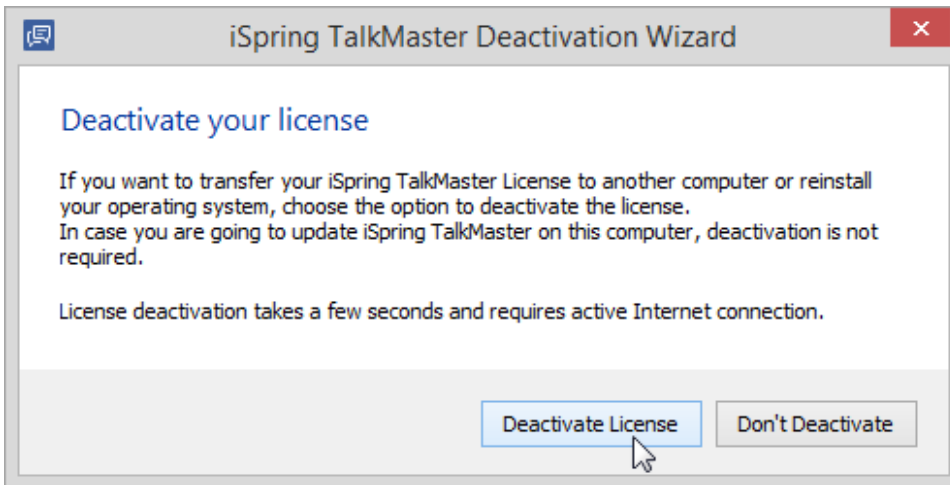 iSpring TalkMaster Deactivation Wizard
Deactivate your license
If you want to transfer your iSpring TalkMaster License to another computer or reinstall
your operating system, choose the option to deactivate the license.
In case you are going to update iSpring TalkMaster on this computer, deactivation is not
required.
License deactivation takes a few seconds and requires active Internet connection.
Deactivate License
Don't Deactivate